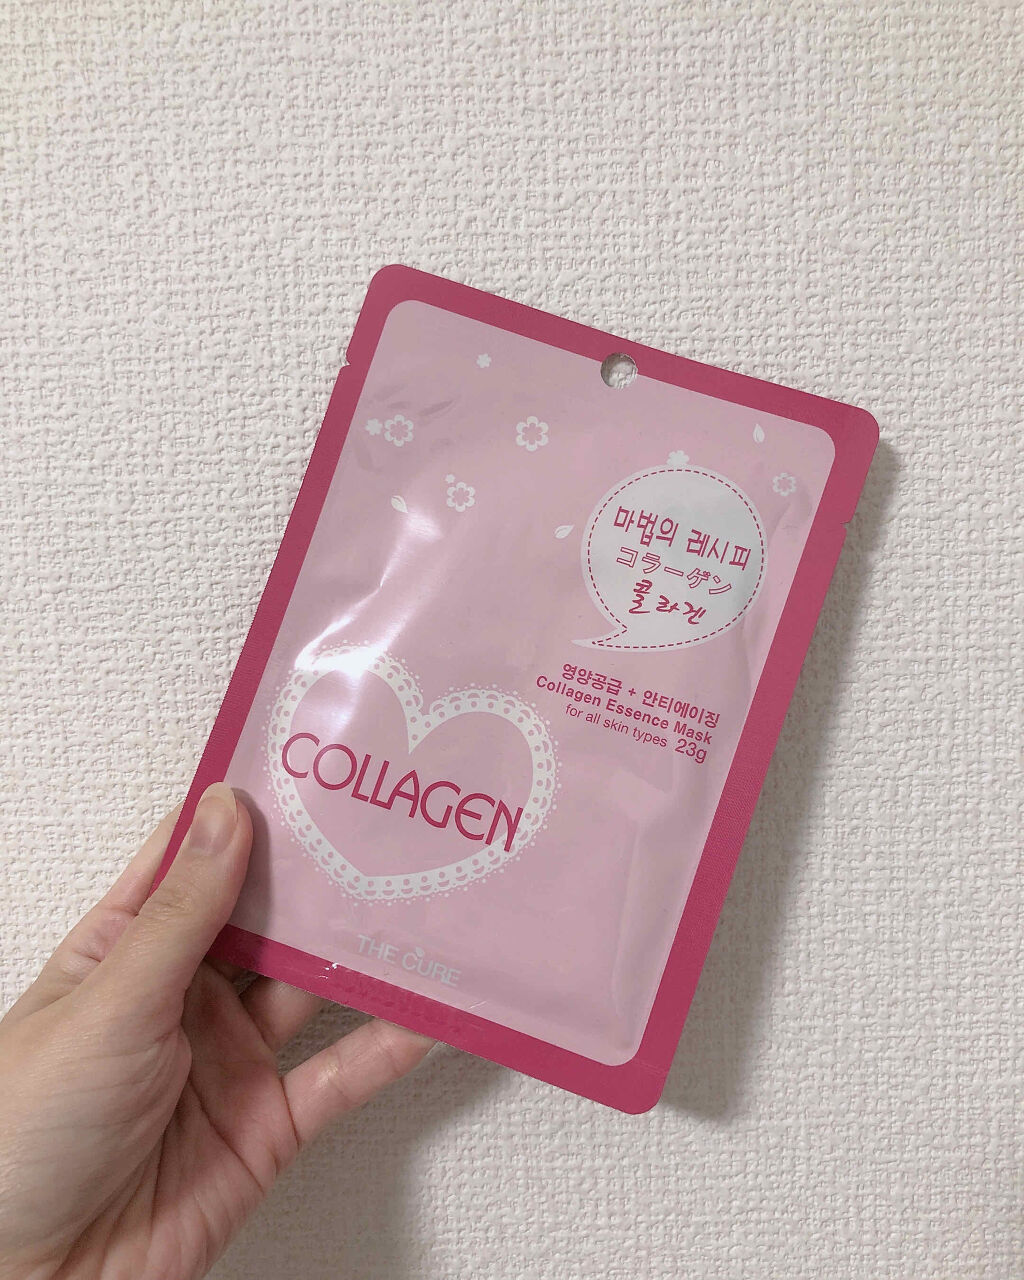 마법의 레시피
コラーゲン
콜라겐
영양공급 + 안티에이징
Collagen Essence Mask
for all skin types 23g
COLLAGEN
THE CURE